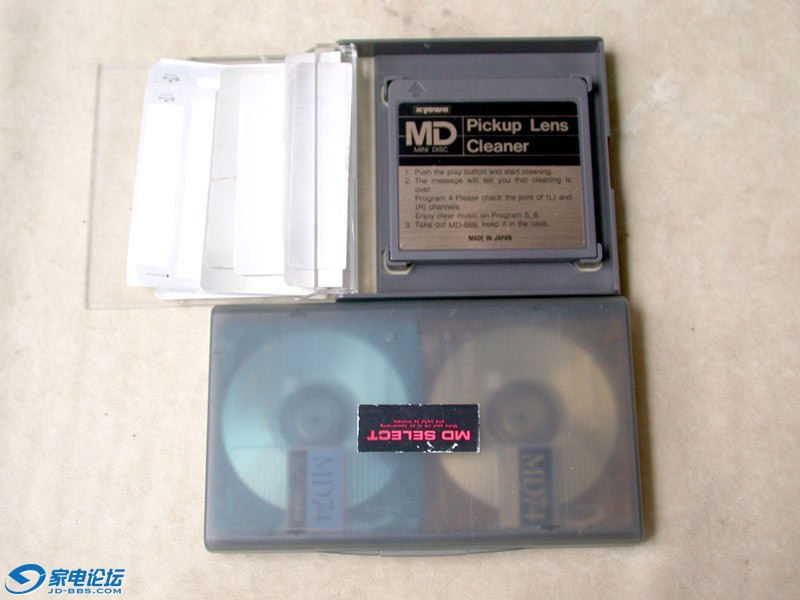 KYOWA
MD
MINI DISC
Pickup Lens
Cleaner
1. Push the play button and start cleaning.
2. The message will tell you that cleaning is
over.
Program 4 Please check the joint of (L) and
(R) channels.
Enjoy clear music on Program 5, 6.
3. Take out MD-889, keep it in the case.
MADE IN JAPAN
MD SELECT
MD74
MD74
家电论坛
JD-BBS.COM